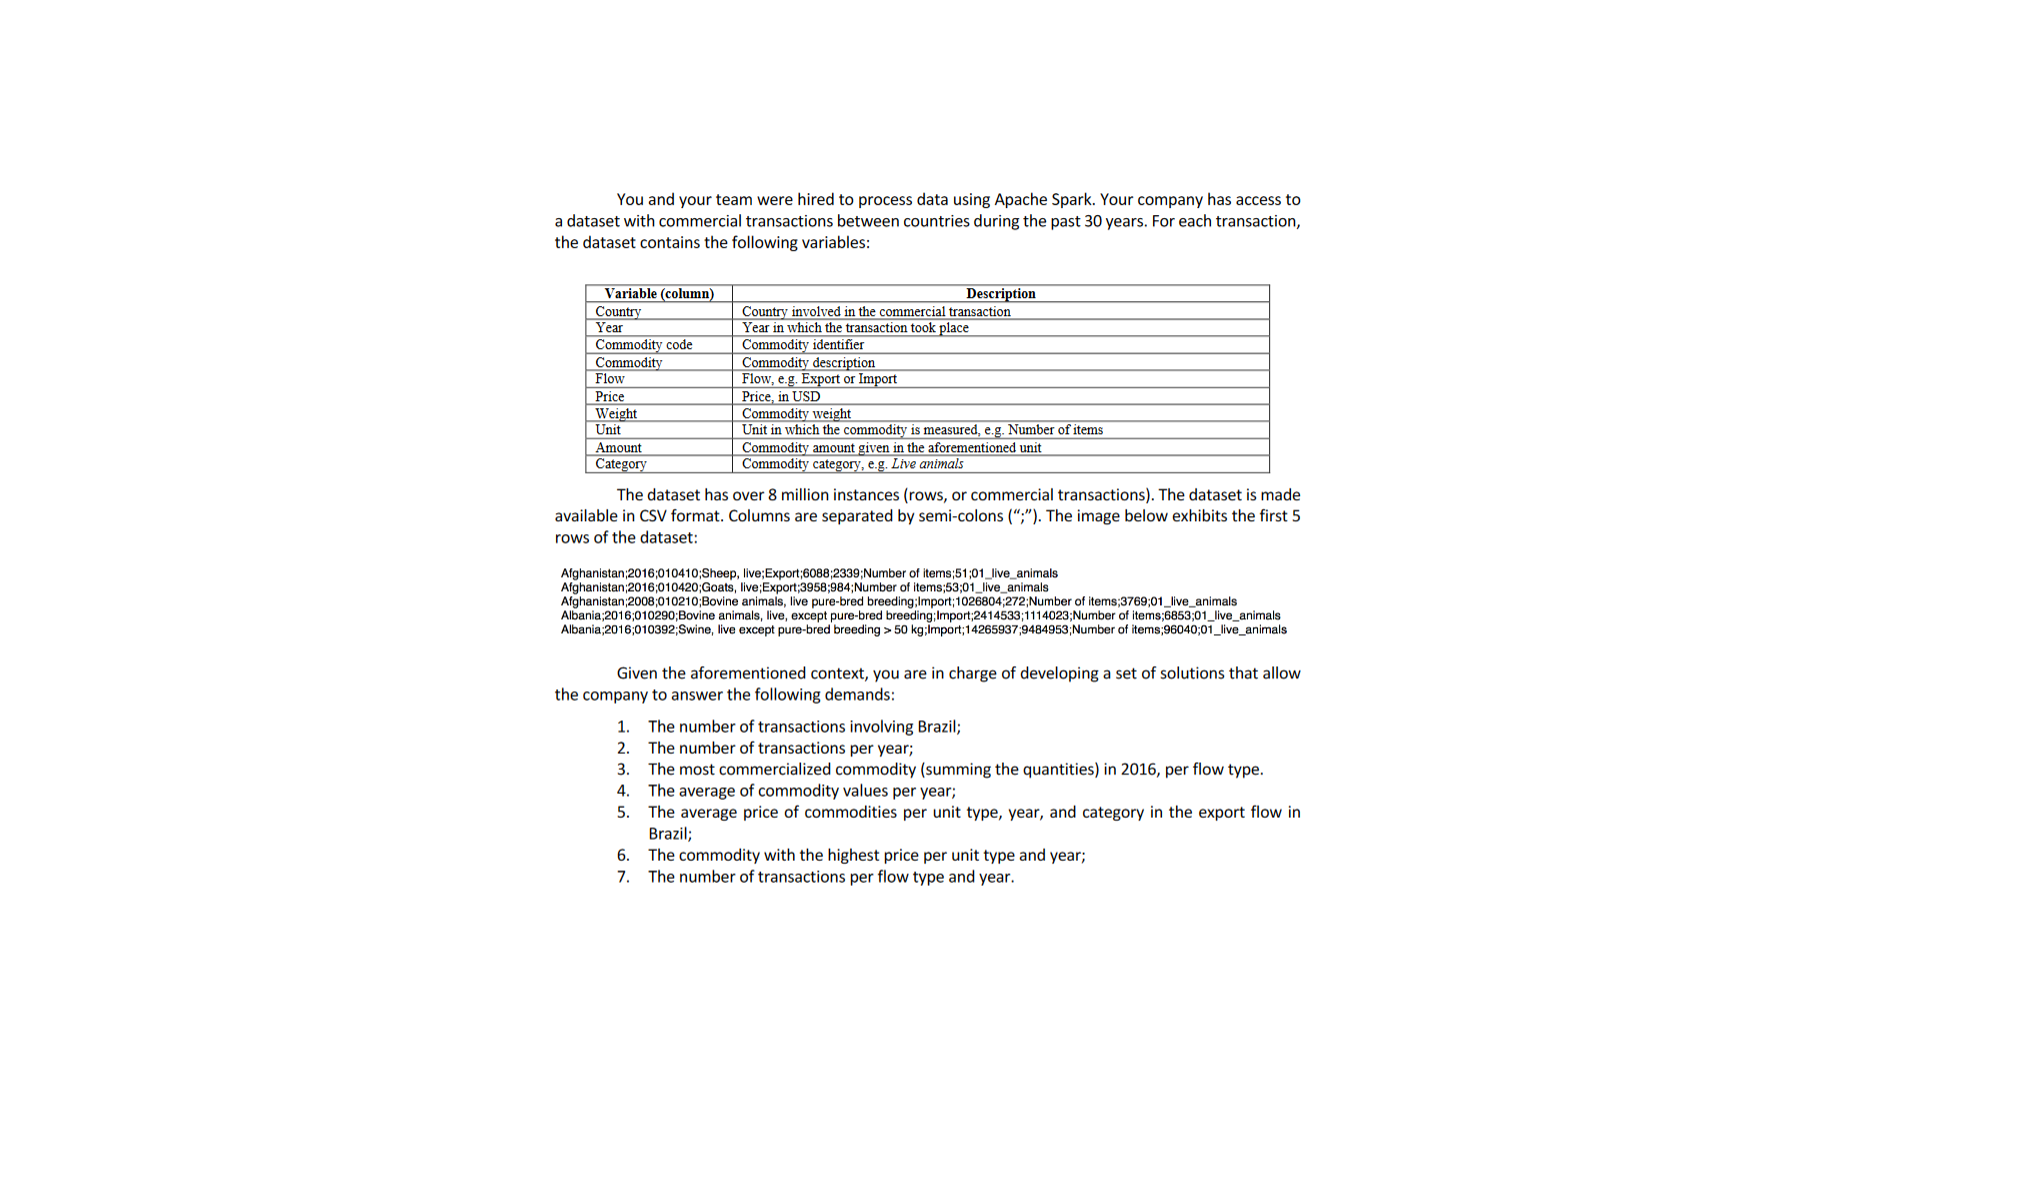 You and your team were hired to process data using Apache Spark. Your company has access to
a dataset with commercial transactions between countries during the past 30 years. For each transaction,
the dataset contains the following variables:
Variable (column) Description
Country Country involved in the commercial transaction
Year Year in which the transaction took place
Commodity code Commodity identifier
Commodity Commodity description
Flow Flow, e.g. Export or Import
Price Price, in USD
Weight Commodity weight
Unit Unit in which the commodity is measured, e.g. Number of items
Amount Commodity amount given in the aforementioned unit
Category Commodity category, e.g. Live animals
The dataset has over 8 million instances (rows, or commercial transactions). The dataset is made
available in CSV format. Columns are separated by semi-colons (“;”). The image below exhibits the first 5
rows of the dataset:
Afghanistan;2016;010410;Sheep, live;Export;6088;2339;Number of items;51;01_live_animals
Afghanistan;2016;010420;Goats, live;Export;3958;984;Number of items;53;01_live_animals
Afghanistan;2008;010210;Bovine animals, live pure-bred breeding;Import;1026804;272;Number of items;3769;01_live_animals
Albania;2016;010290;Bovine animals, live, except pure-bred breeding;Import;2414533;1114023;Number of items;6853;01_live_animals
Albania;2016;010392;Swine, live except pure-bred breeding > 50 kg;Import;14265937;9484953;Number of items;96040;01_live_animals
Given the aforementioned context, you are in charge of developing a set of solutions that allow
the company to answer the following demands:
1. The number of transactions involving Brazil;
2. The number of transactions per year;
3. The most commercialized commodity (summing the quantities) in 2016, per flow type.
4. The average of commodity values per year;
5. The average price of commodities per unit type, year, and category in the export flow in
Brazil;
6. The commodity with the highest price per unit type and year;
7. The number of transactions per flow type and year.